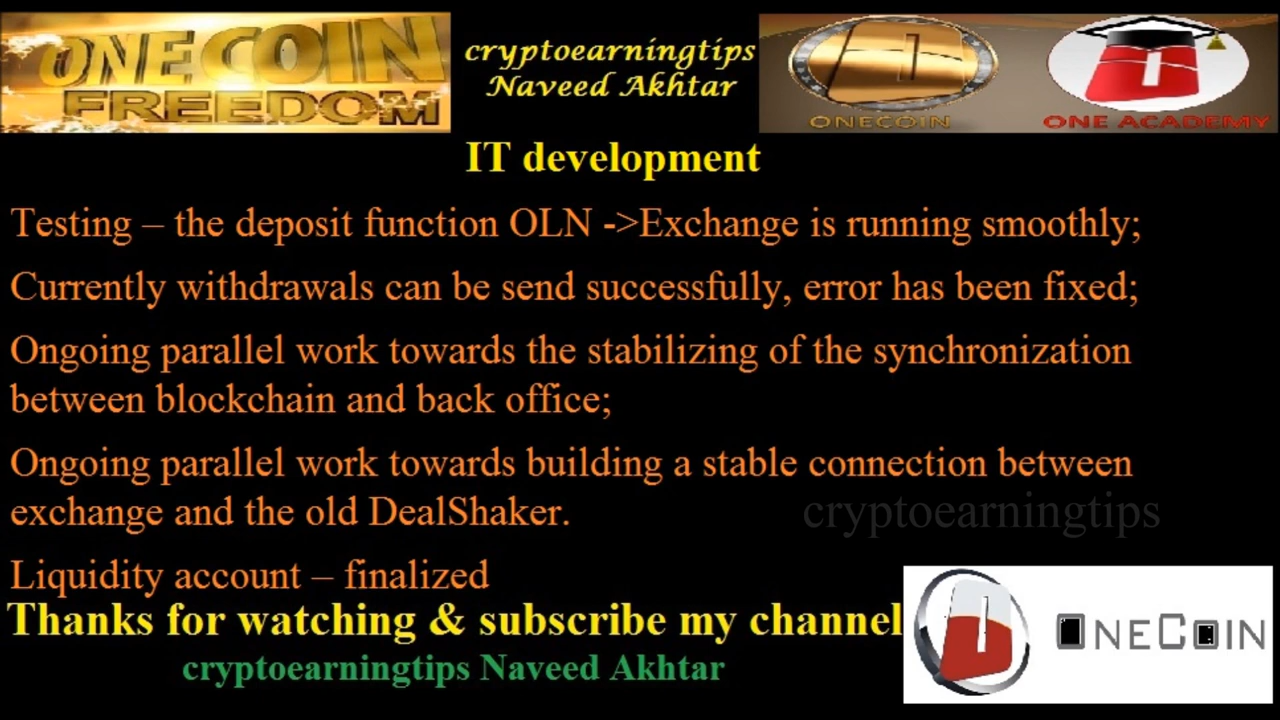 ONE COIN
FREEDOM
cryptoearningtips
Naveed Akhtar
ONECOIN
ONE ACADEMY
IT development
Testing – the deposit function OLN ->Exchange is running smoothly;
Currently withdrawals can be send successfully, error has been fixed;
Ongoing parallel work towards the stabilizing of the synchronization
between blockchain and back office;
Ongoing parallel work towards building a stable connection between
exchange and the old DealShaker.
cryptoearningtips
Liquidity account – finalized
Thanks for watching & subscribe my channel
cryptoearningtips Naveed Akhtar
ONECOIN